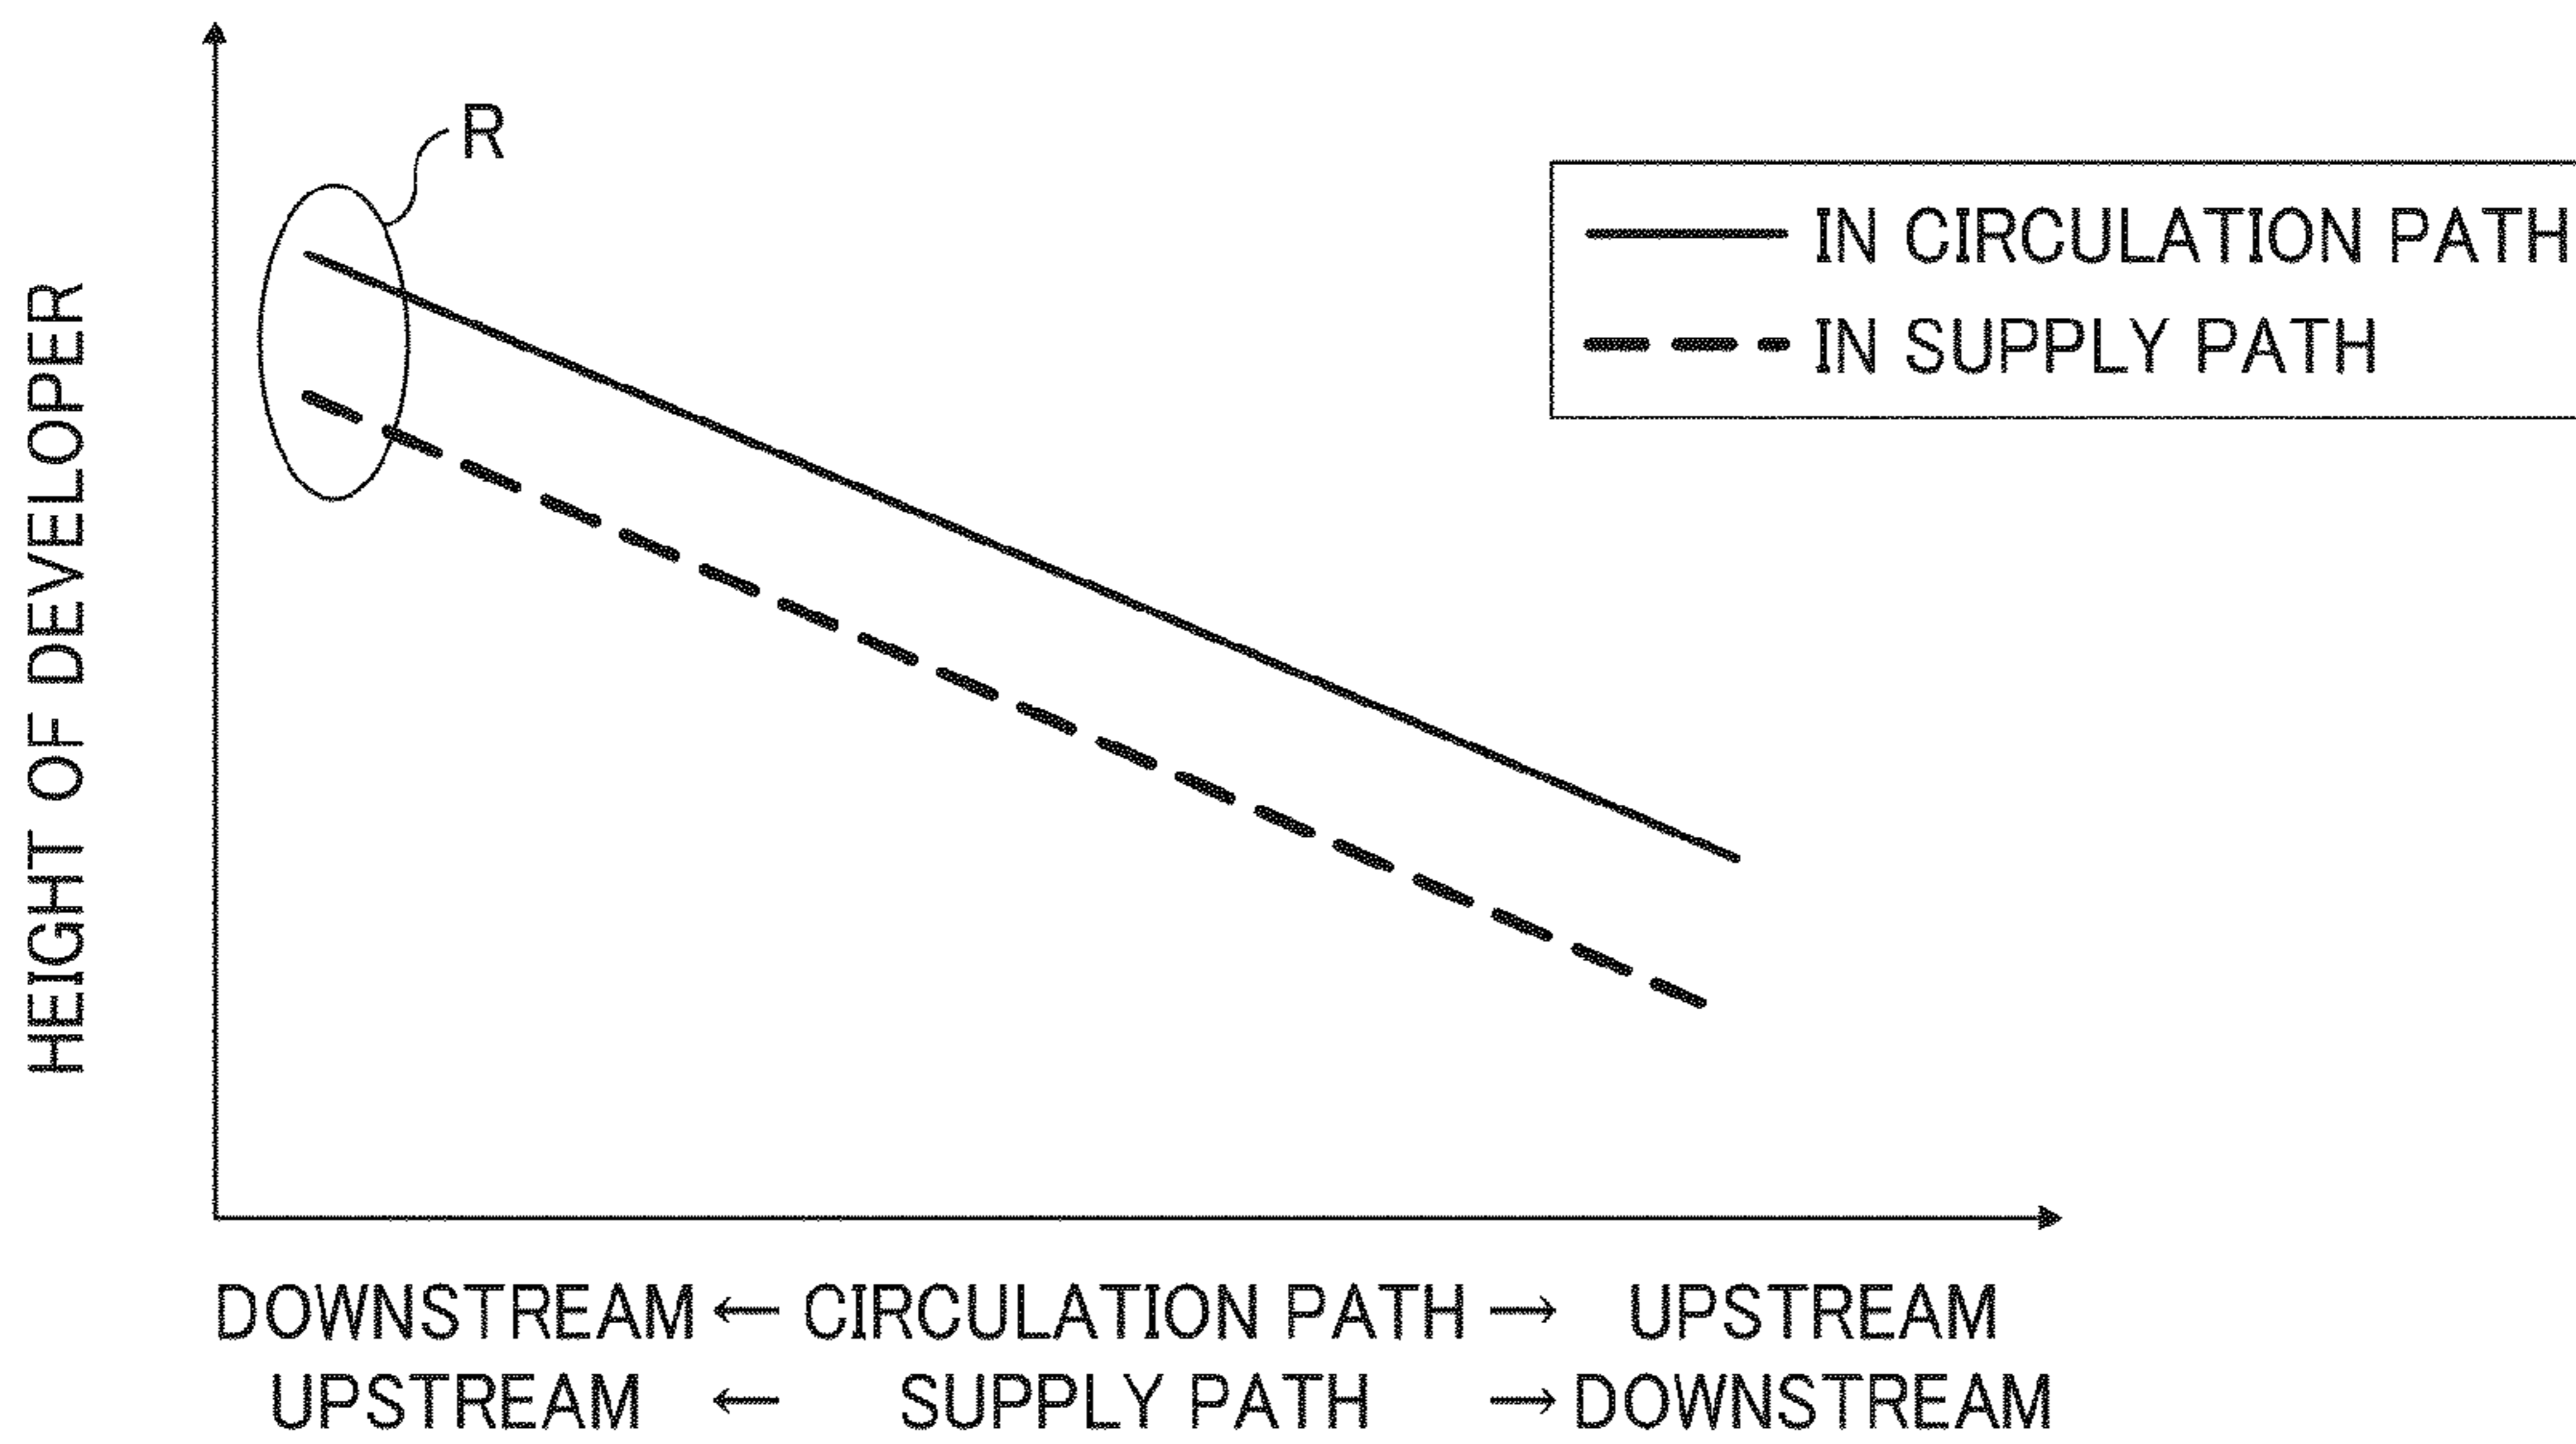 HEIGHT OF DEVELOPER
R
IN CIRCULATION PATH
IN SUPPLY PATH
DOWNSTREAM ← CIRCULATION PATH → UPSTREAM
UPSTREAM ← SUPPLY PATH → DOWNSTREAM